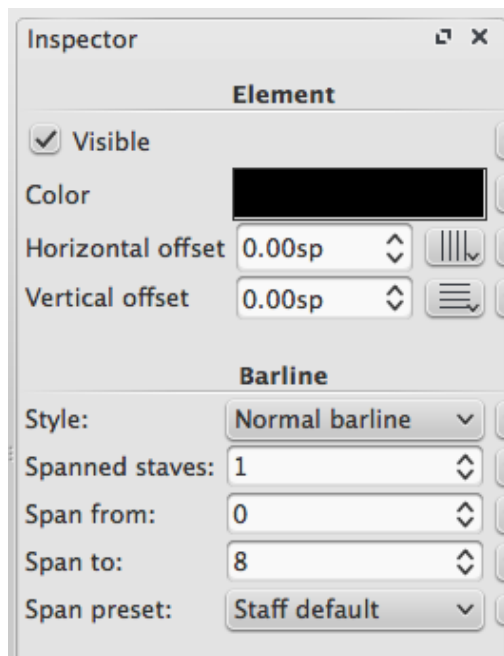 Inspector
Element
Visible
Color
Horizontal offset 0.00sp
Vertical offset 0.00sp
Barline
Style: Normal barline
Spanned staves: 1
Span from: 0
Span to: 8
Span preset: Staff default